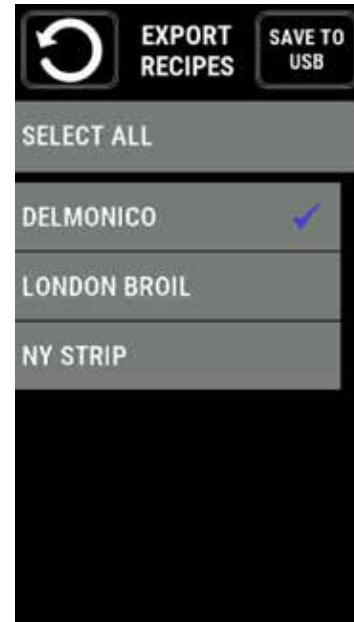 EXPORT
RECIPES
SAVE TO
USB
SELECT ALL
DELMONICO
LONDON BROIL
NY STRIP